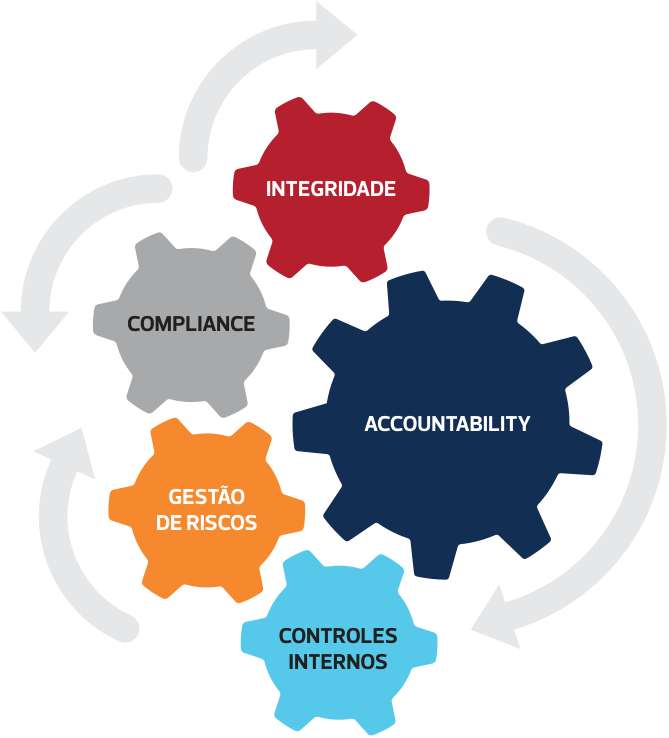 INTEGRIDADE
COMPLIANCE
ACCOUNTABILITY
GESTÃO
DE RISCOS
CONTROLES
INTERNOS